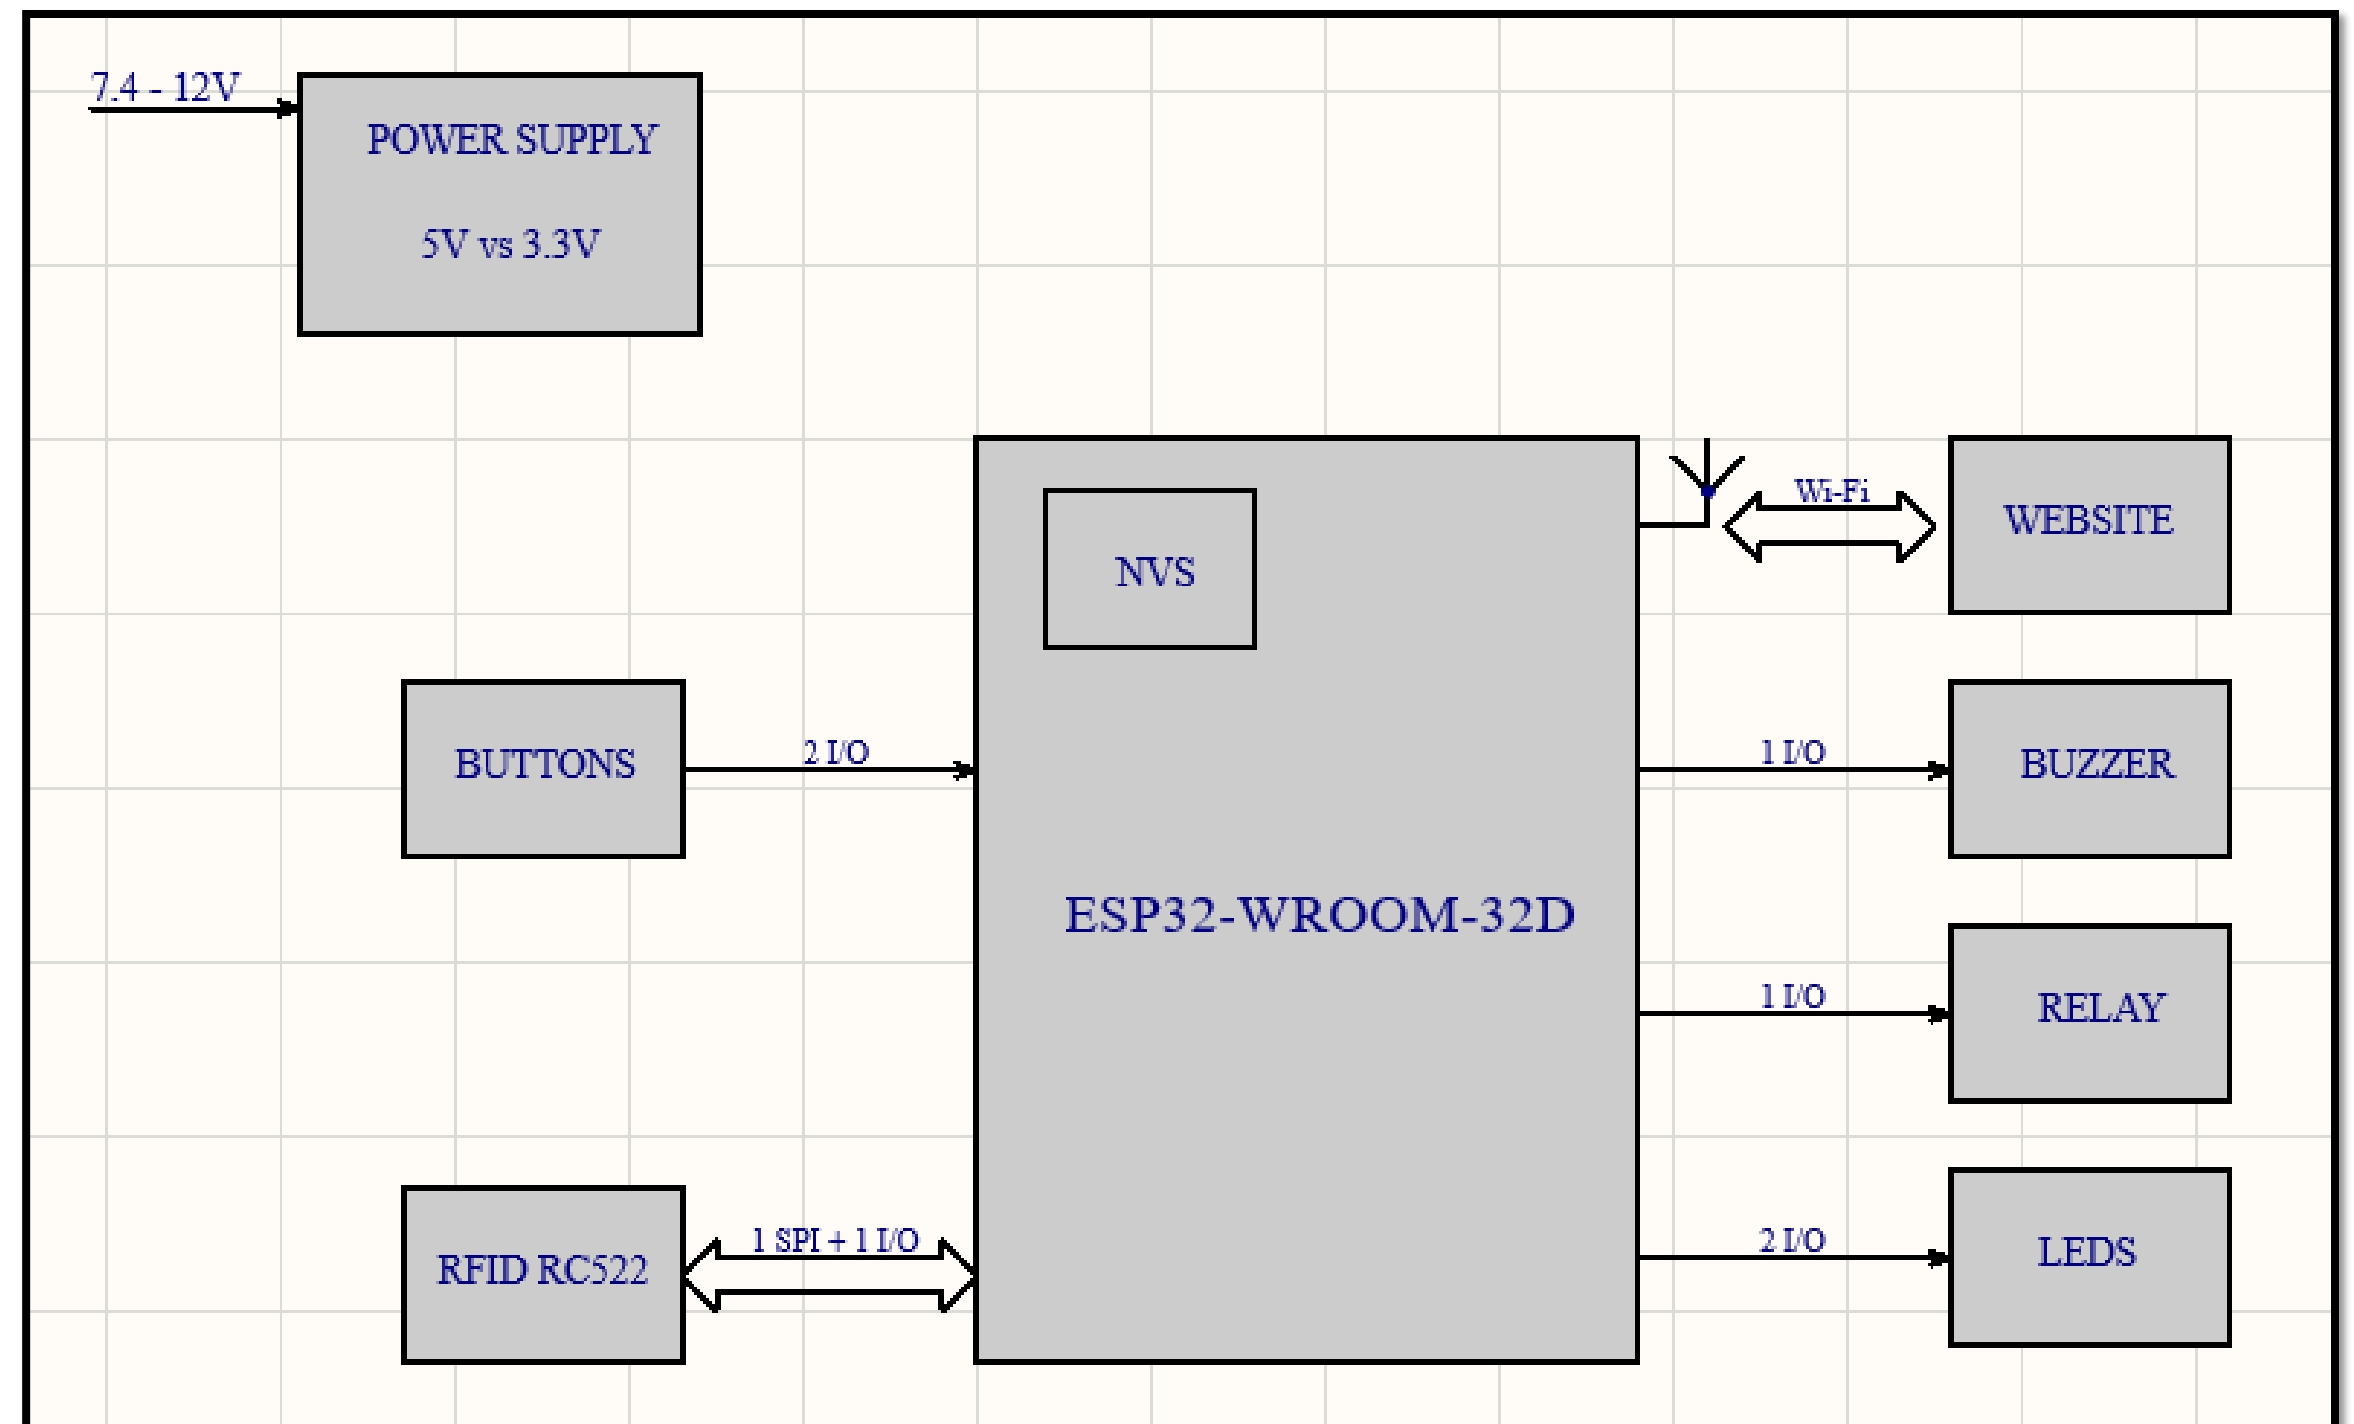 7.4 - 12V
POWER SUPPLY
5V vs 3.3V
NVS
Wi-Fi
WEBSITE
BUTTONS
2 I/O
1 I/O
BUZZER
ESP32-WROOM-32D
1 I/O
RELAY
RFID RC522
1 SPI + 1 I/O
2 I/O
LEDS